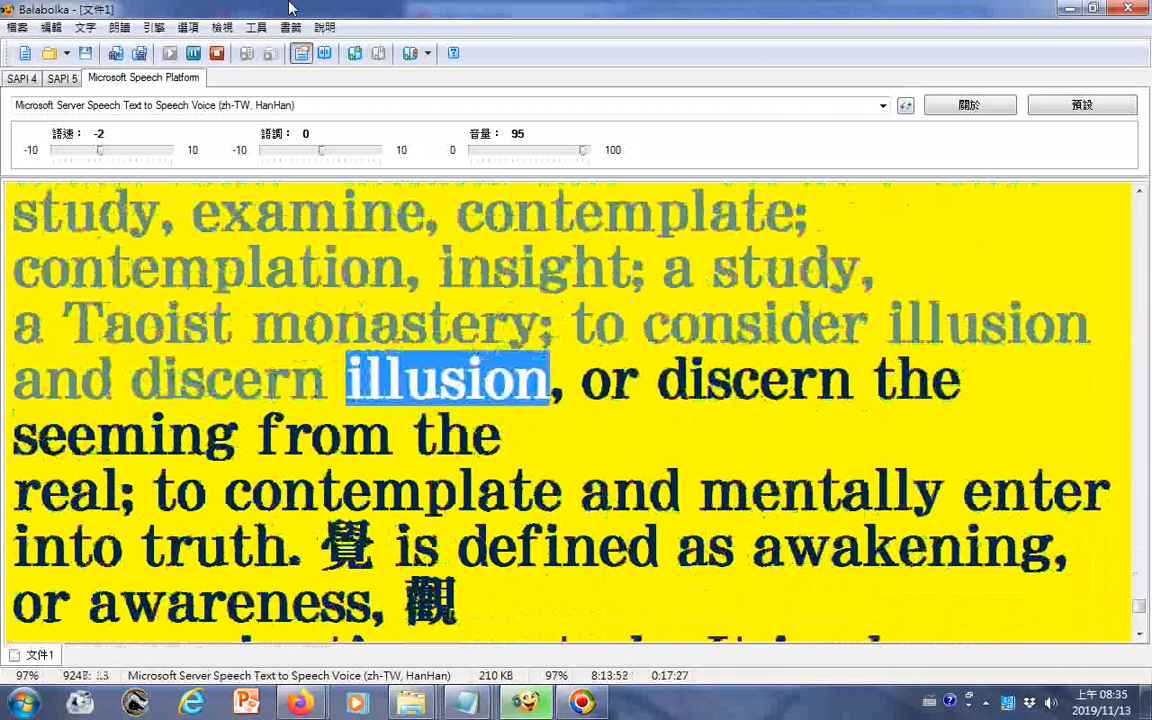 Balabolka - [文件1]
檔案 編輯 文字 朗讀 引擎 選項 檢視 工具 書籤 說明
SAPI 4 SAPI 5 Microsoft Speech Platform
Microsoft Server Speech Text to Speech Voice (zh-TW, HanHan) 關於 預設
語速： -2 語調： 0 音量： 95
-10 10 -10 10 0 100
study, examine, contemplate;
contemplation, insight; a study,
a Taoist monastery; to consider illusion
and discern illusion, or discern the
seeming from the
real; to contemplate and mentally enter
into truth. 覺 is defined as awakening,
or awareness, 觀
文件1
97% Microsoft Server Speech Text to Speech Voice (zh-TW, HanHan) 210 KB 97% 8:13:52 0:17:27
上午 08:35
2019/11/13